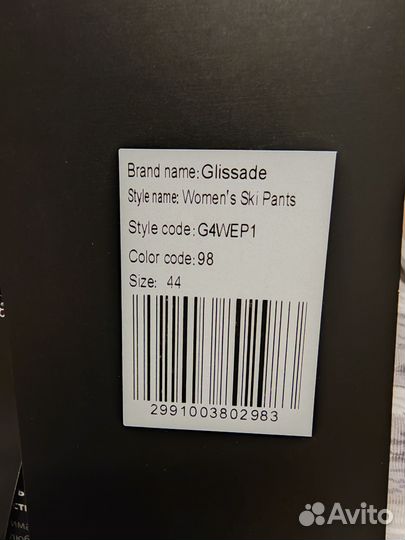 Brand name: Glissade
Style name: Women's Ski Pants
Style code: G4WEP1
Color code: 98
Size: 44
2991003802983
Avito